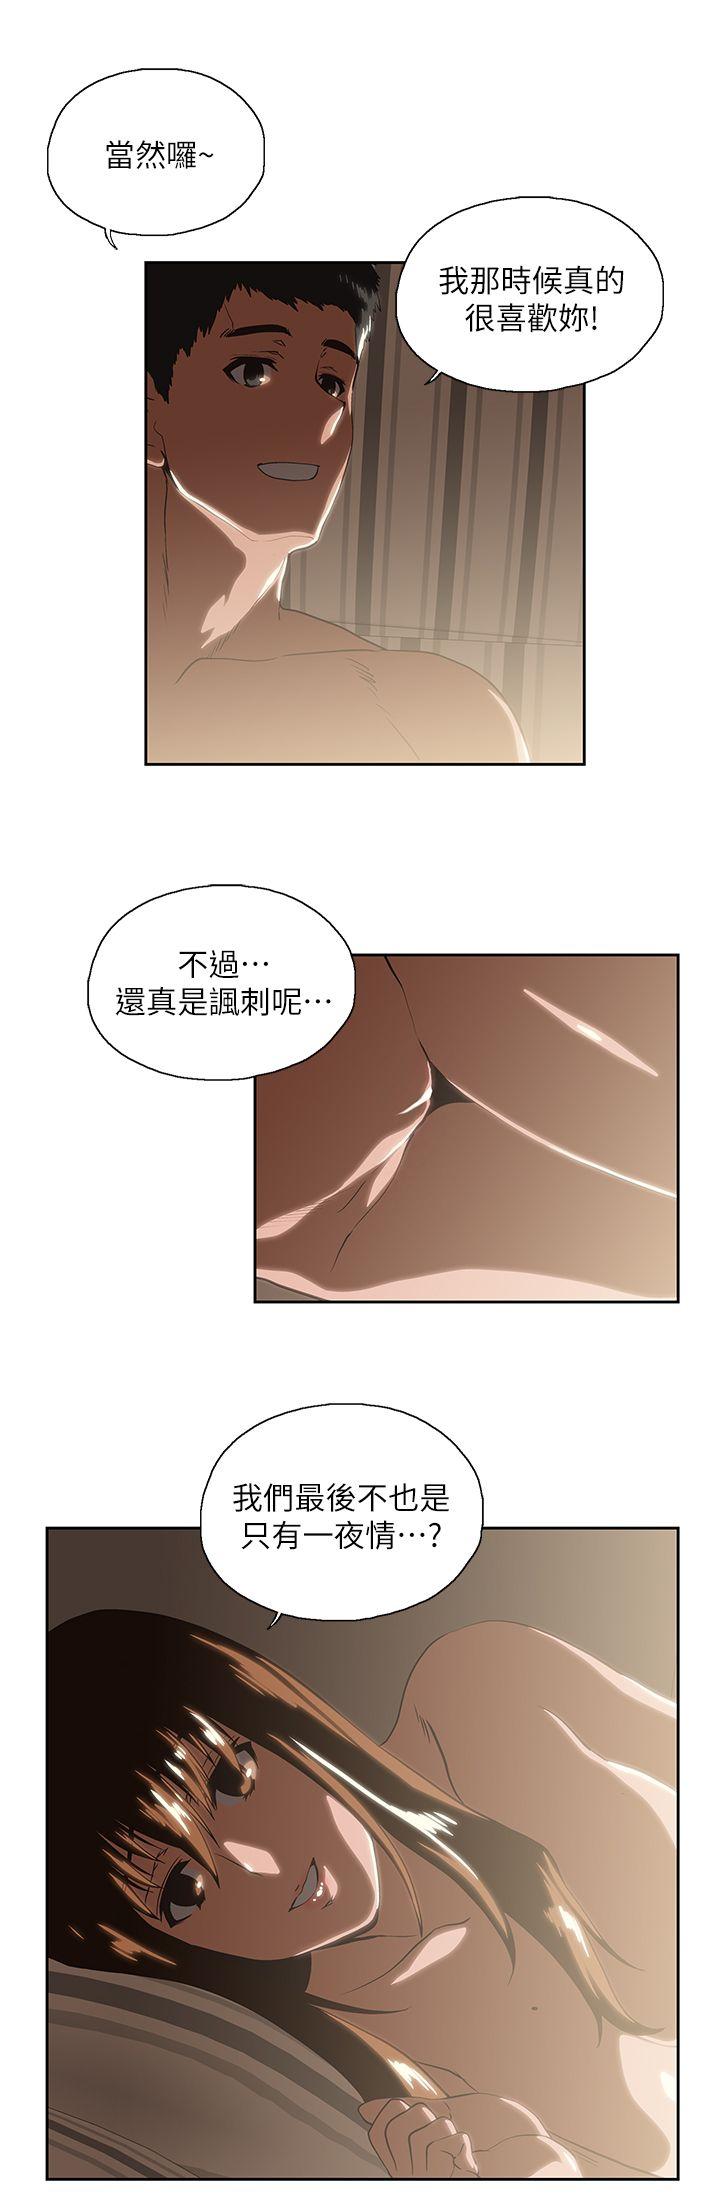 當然囉~
我那時候真的
很喜歡妳!
不過⋯
還真是諷刺呢⋯
我們最後不也是
只有一夜情⋯?